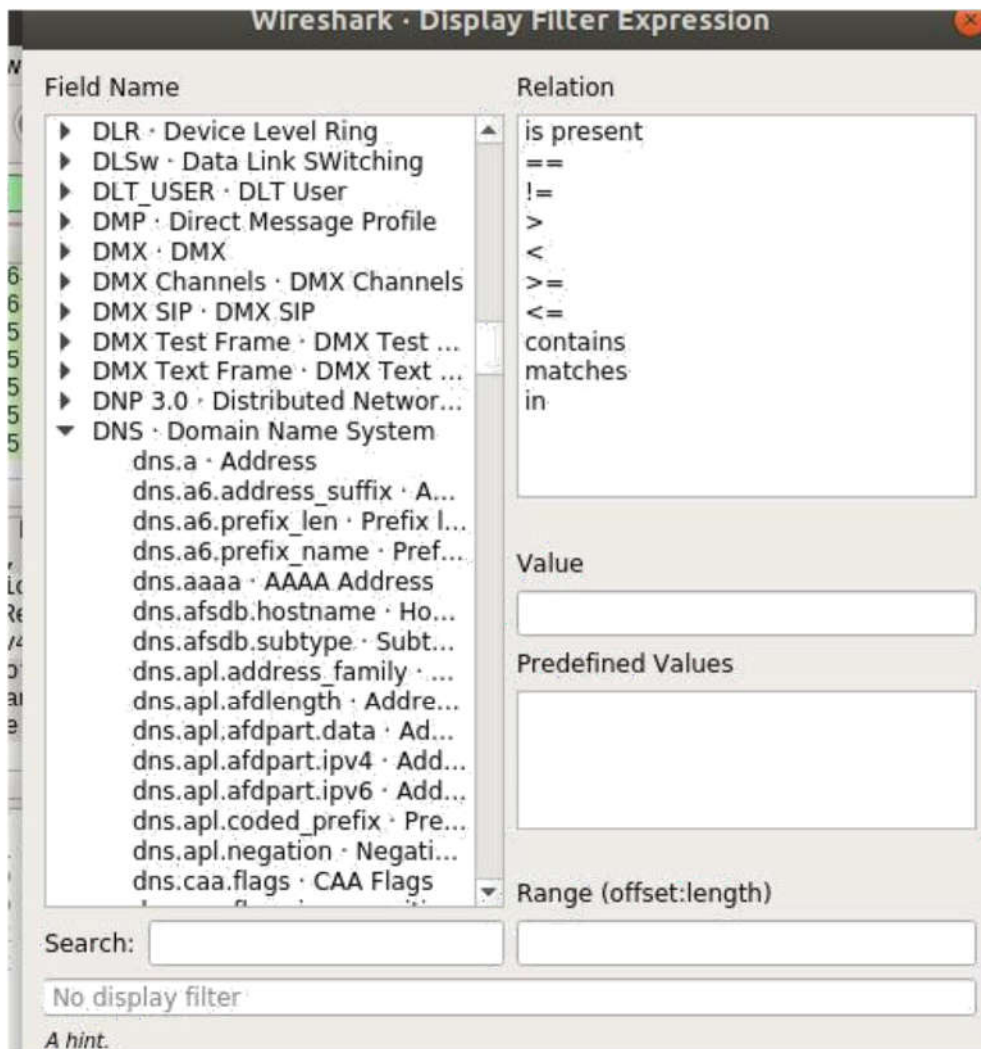 Wireshark · Display Filter Expression
Field Name
DLR · Device Level Ring
DLSw · Data Link SWitching
DLT_USER · DLT User
DMP · Direct Message Profile
DMX · DMX
DMX Channels · DMX Channels
DMX SIP · DMX SIP
DMX Test Frame · DMX Test ...
DMX Text Frame · DMX Text ...
DNP 3.0 · Distributed Networ...
DNS · Domain Name System
dns.a · Address
dns.a6.address_suffix · A...
dns.a6.prefix_len · Prefix l...
dns.a6.prefix_name · Pref...
dns.aaaa · AAAA Address
dns.afsdb.hostname · Ho...
dns.afsdb.subtype · Subt...
dns.apl.address_family · ...
dns.apl.afdlength · Addre...
dns.apl.afdpart.data · Ad...
dns.apl.afdpart.ipv4 · Add...
dns.apl.afdpart.ipv6 · Add...
dns.apl.coded_prefix · Pre...
dns.apl.negation · Negati...
dns.caa.flags · CAA Flags
Search:
No display filter
A hint.
Relation
is present
==
!=
>
<
>=
<=
contains
matches
in
Value
Predefined Values
Range (offset:length)